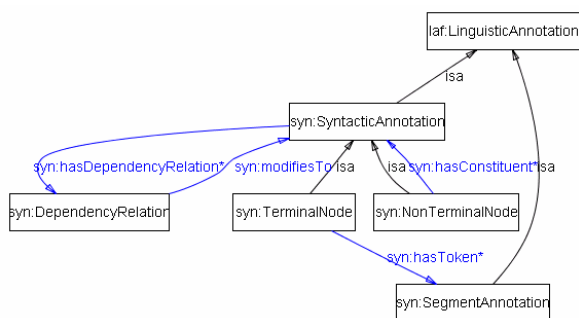 laf:LinguisticAnnotation
isa
syn:SyntacticAnnotation
syn:hasDependencyRelation*
syn:modifiesTo
isa
isa
syn:hasConstituent*
isa
syn:DependencyRelation
syn:TerminalNode
syn:NonTerminalNode
syn:hasToken*
syn:SegmentAnnotation